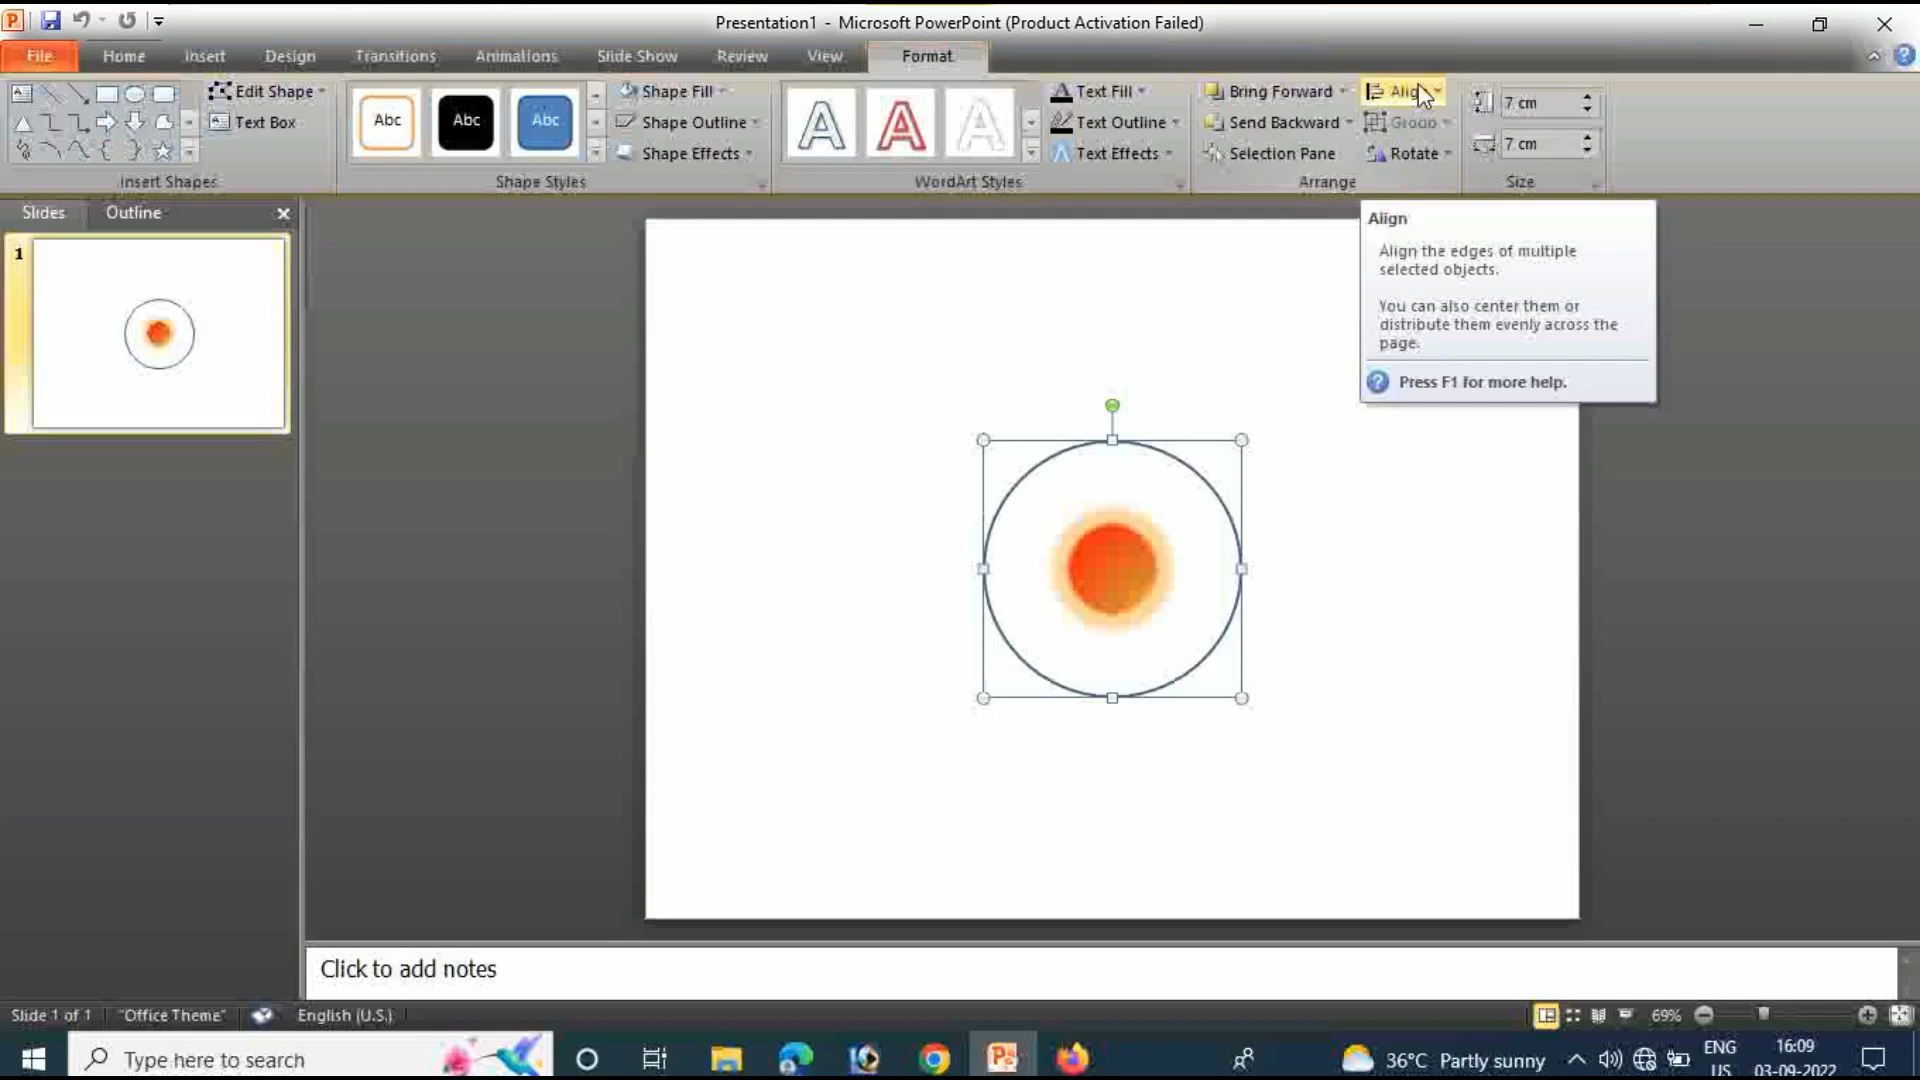 Presentation1 - Microsoft PowerPoint (Product Activation Failed)
File Home Insert Design Transitions Animations Slide Show Review View Format
Edit Shape
Text Box
Insert Shapes
Abc Abc Abc
Shape Fill
Shape Outline
Shape Effects
Shape Styles
A A A
Text Fill
Text Outline
Text Effects
WordArt Styles
Bring Forward
Send Backward
Selection Pane
Align
Group
Rotate
Arrange
7 cm
7 cm
Size
Slides Outline
1
Align
Align the edges of multiple
selected objects.
You can also center them or
distribute them evenly across the
page.
Press F1 for more help.
Click to add notes
Slide 1 of 1 "Office Theme" English (U.S.) 69%
Type here to search
36°C Partly sunny
ENG
US
16:09
03-09-2022